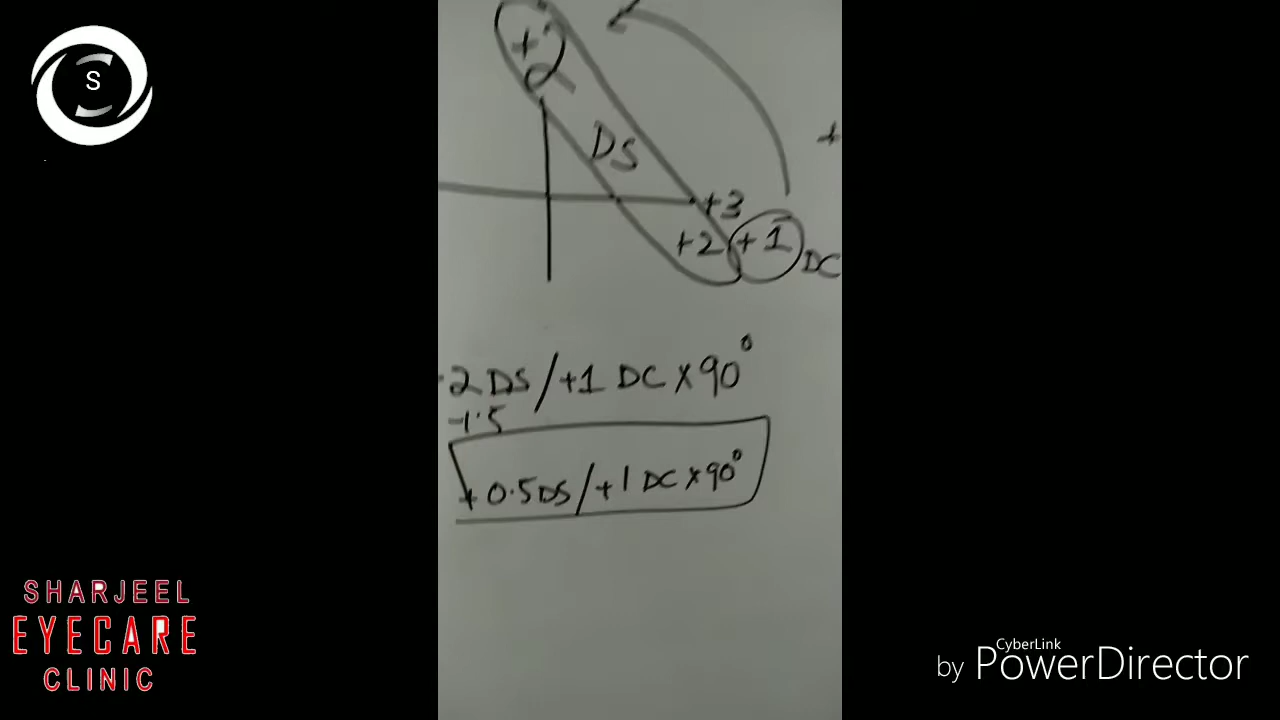 S
+2
DS
+
+3
+2 +1 DC
2 DS / +1 DC × 90°
-1.5
+0.5 DS / +1 DC × 90°
SHARJEEL
EYECARE
CLINIC
by CyberLink PowerDirector